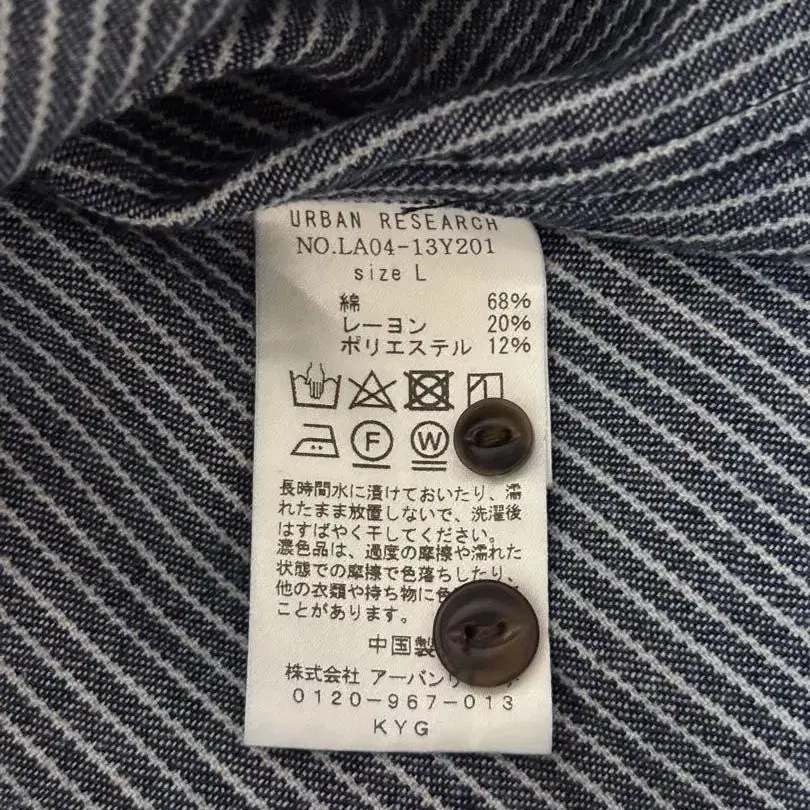 URBAN RESEARCH
NO.LA04-13Y201
size L
綿 68%
レーヨン 20%
ポリエステル 12%
F W
長時間水に漬けておいたり、濡
れたまま放置しないで、洗濯後
はすばやく干してください。
濃色品は、過度の摩擦や濡れた
状態での摩擦で色落ちしたり、
他の衣類や持ち物に色
ことがあります。
中国製
株式会社 アーバンリ
0120-967-013
KYG